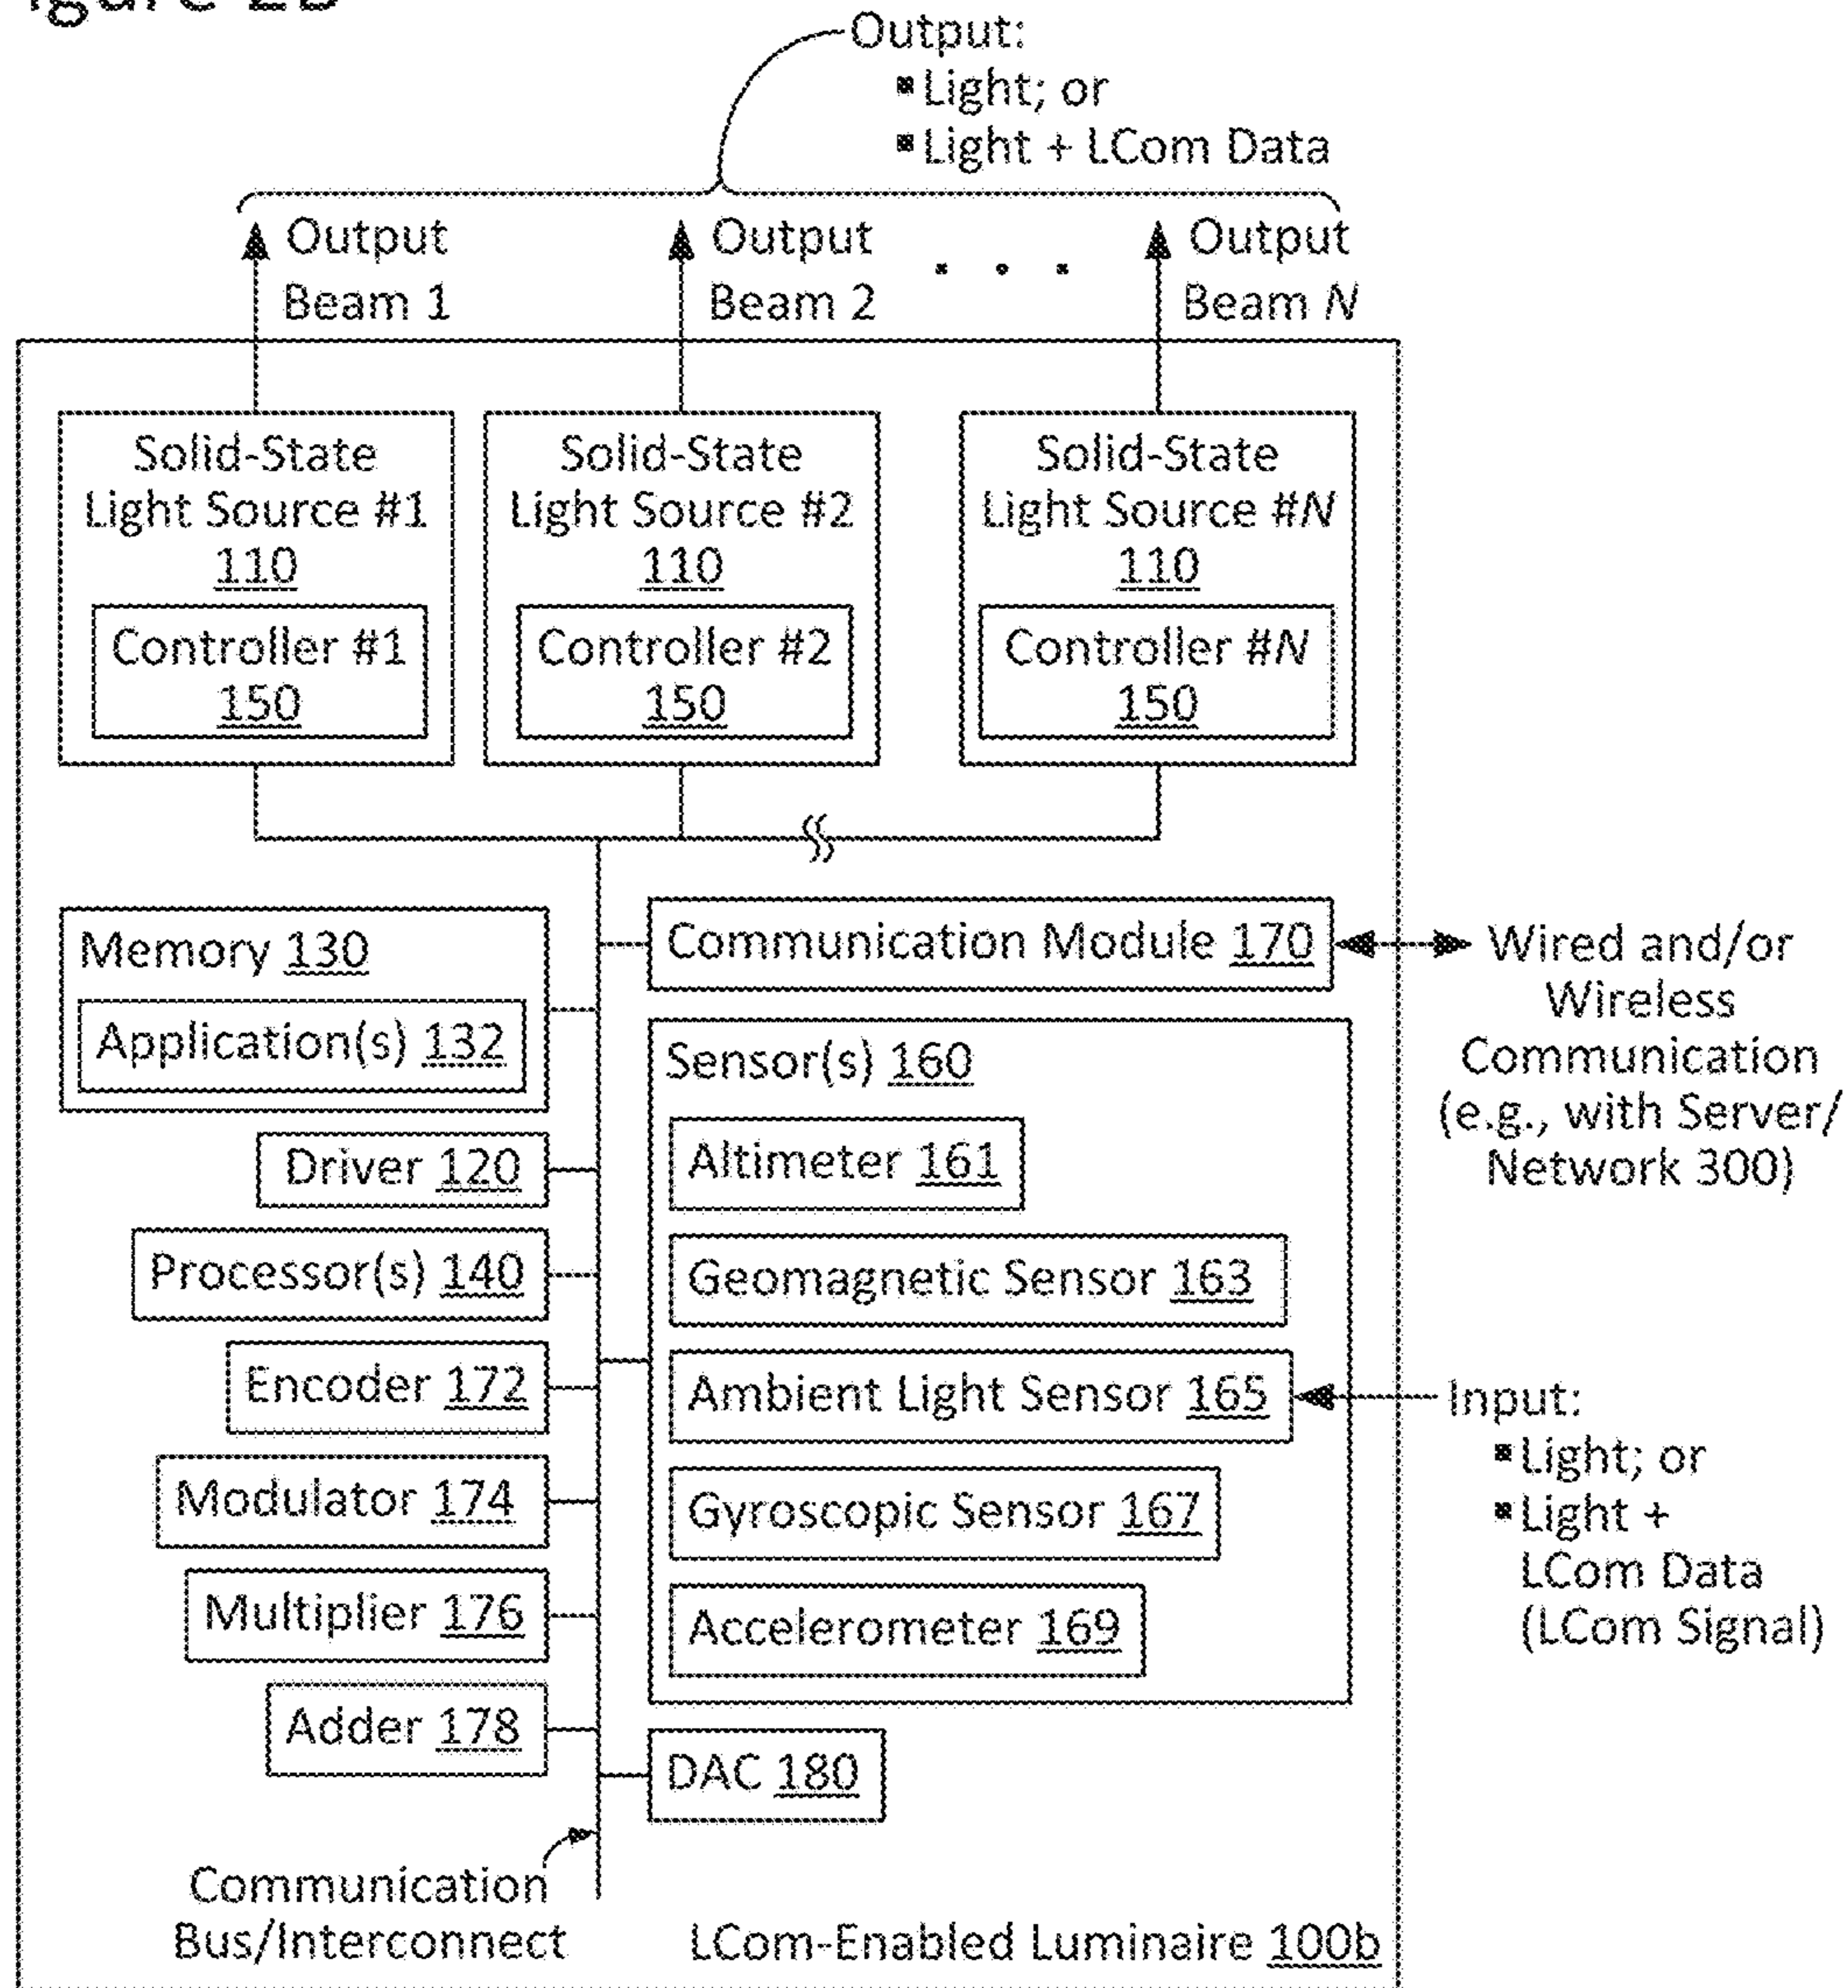 Output:
▪ Light; or
▪ Light + LCom Data
Output
Beam 1
Output
Beam 2
. . .
Output
Beam N
Solid-State
Light Source #1
110
Controller #1
150
Solid-State
Light Source #2
110
Controller #2
150
Solid-State
Light Source #N
110
Controller #N
150
Memory 130
Application(s) 132
Driver 120
Processor(s) 140
Encoder 172
Modulator 174
Multiplier 176
Adder 178
Communication
Bus/Interconnect
Communication Module 170
Sensor(s) 160
Altimeter 161
Geomagnetic Sensor 163
Ambient Light Sensor 165
Gyroscopic Sensor 167
Accelerometer 169
DAC 180
LCom-Enabled Luminaire 100b
Wired and/or
Wireless
Communication
(e.g., with Server/
Network 300)
Input:
▪ Light; or
▪ Light +
LCom Data
(LCom Signal)